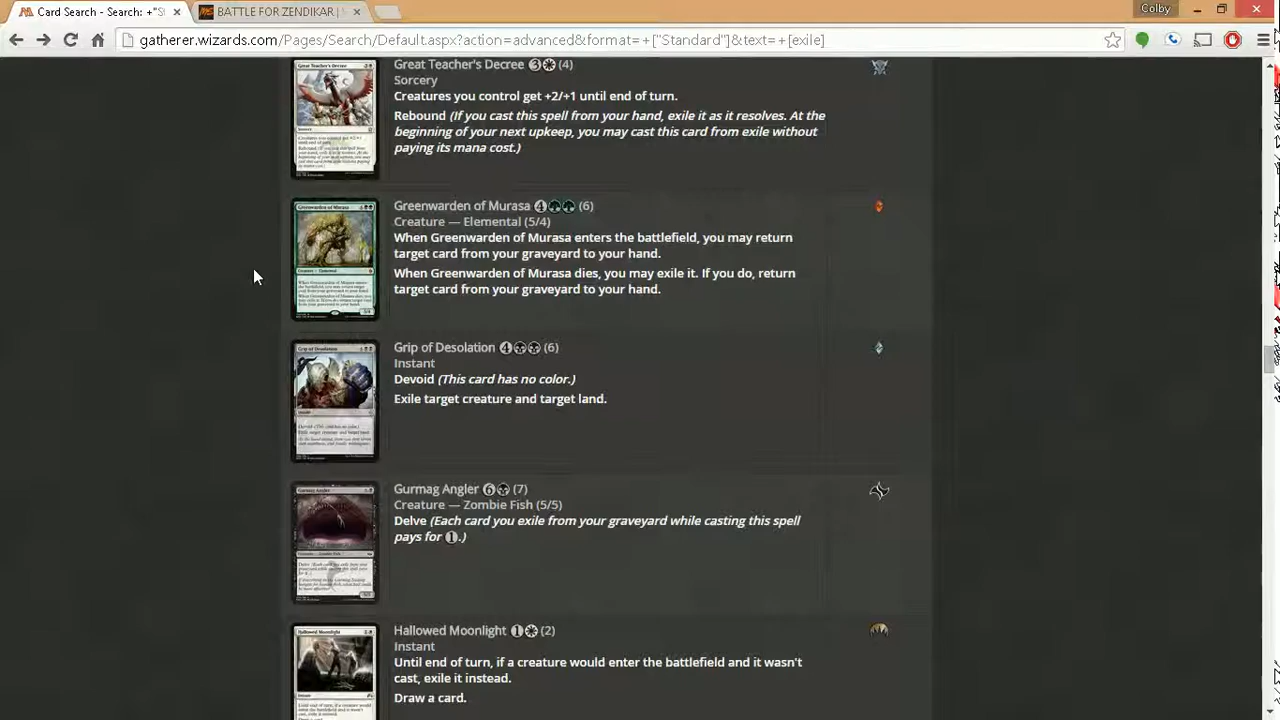 Card Search - Search: +"S
BATTLE FOR ZENDIKAR |
Colby
gatherer.wizards.com/Pages/Search/Default.aspx?action=advanced&format=+["Standard"]&text=+[exile]
Great Teacher's Decree 3 (4)
Sorcery
Creatures you control get +2/+1 until end of turn.
Rebound (If you cast this spell from your hand, exile it as it resolves. At the
beginning of your next upkeep, you may cast this card from exile without
paying its mana cost.)
Greenwarden of Murasa 4 (6)
Creature — Elemental (5/4)
When Greenwarden of Murasa enters the battlefield, you may return
target card from your graveyard to your hand.
When Greenwarden of Murasa dies, you may exile it. If you do, return
target card from your graveyard to your hand.
Grip of Desolation 4 (6)
Instant
Devoid (This card has no color.)
Exile target creature and target land.
Gurmag Angler 6 (7)
Creature — Zombie Fish (5/5)
Delve (Each card you exile from your graveyard while casting this spell
pays for 1.)
Hallowed Moonlight 1 (2)
Instant
Until end of turn, if a creature would enter the battlefield and it wasn't
cast, exile it instead.
Draw a card.